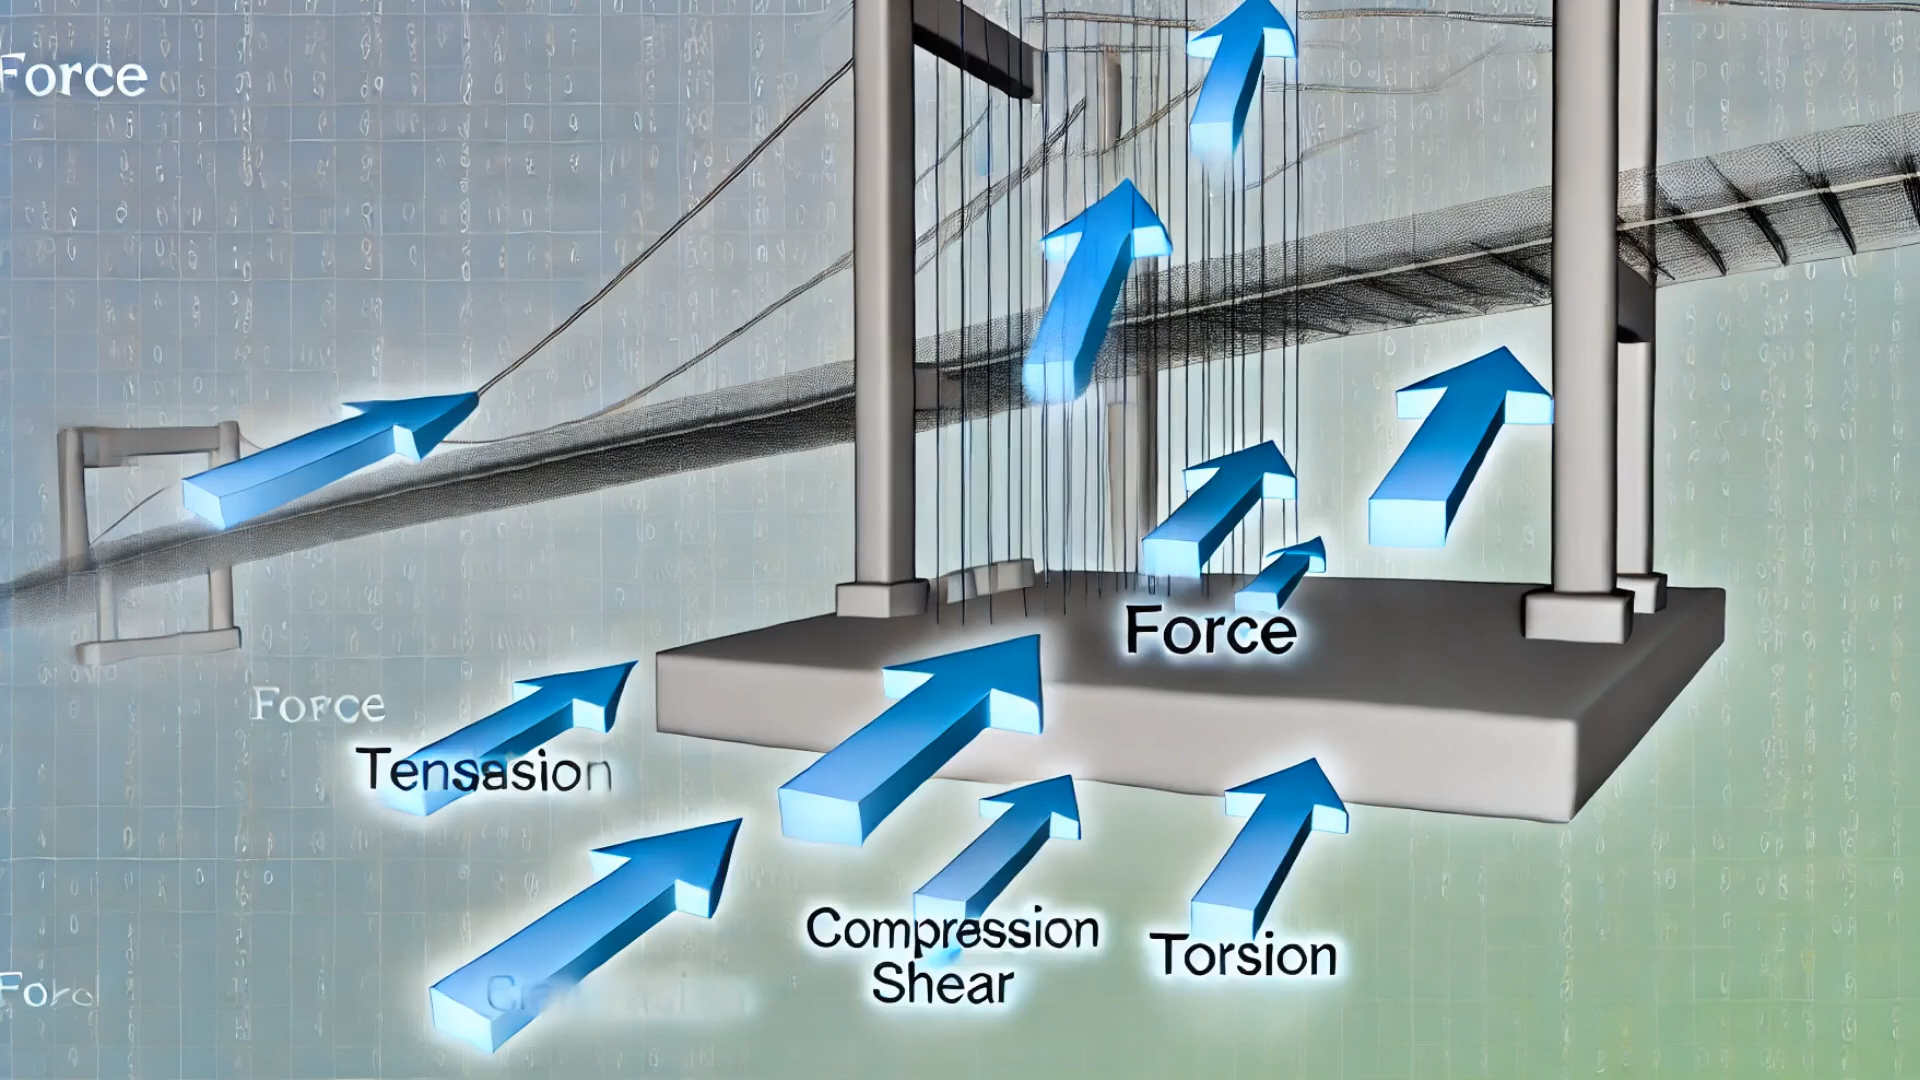 Force
Force
Force
Tensasion
Compression
Shear
Torsion